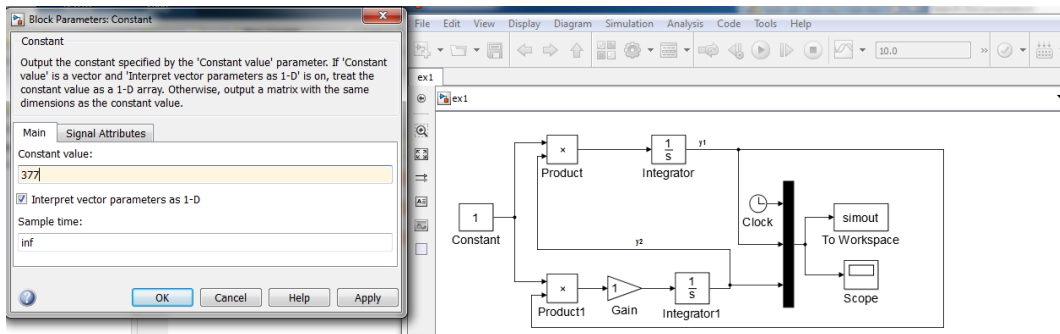 Block Parameters: Constant
Constant
Output the constant specified by the 'Constant value' parameter. If 'Constant
value' is a vector and 'Interpret vector parameters as 1-D' is on, treat the
constant value as a 1-D array. Otherwise, output a matrix with the same
dimensions as the constant value.
Main Signal Attributes
Constant value:
377
Interpret vector parameters as 1-D
Sample time:
inf
OK Cancel Help Apply
File Edit View Display Diagram Simulation Analysis Code Tools Help
10.0 »
ex1
ex1
×
Product
1
s
Integrator
y1
1
Constant
Clock
simout
To Workspace
y2
Scope
×
Product1
1
Gain
1
s
Integrator1